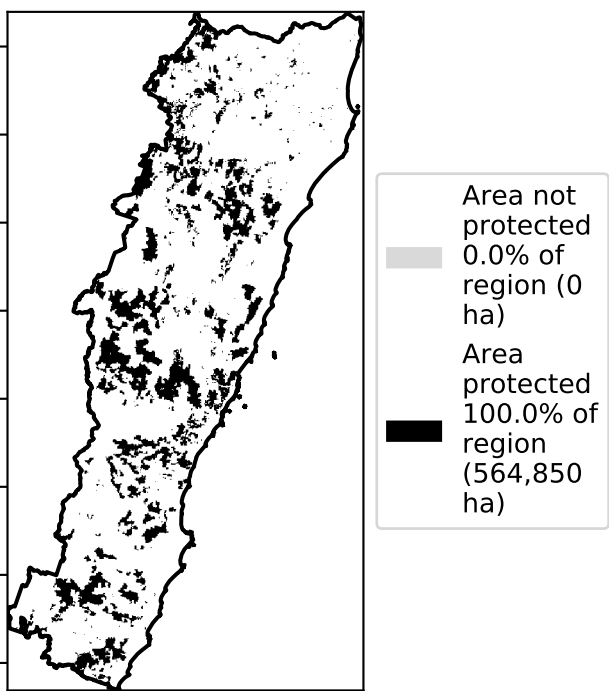 Area not
protected
0.0% of
region (0
ha)
Area
protected
100.0% of
region
(564,850
ha)